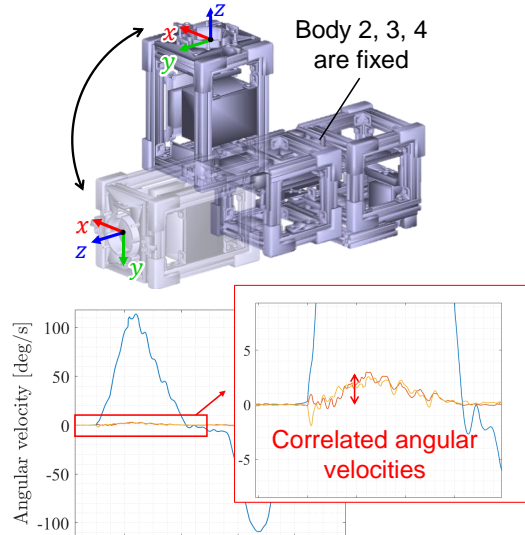 z
x
y
Body 2, 3, 4
are fixed
x
z
y
Angular velocity [deg/s]
100
50
0
-50
-100
5
0
-5
Correlated angular
velocities